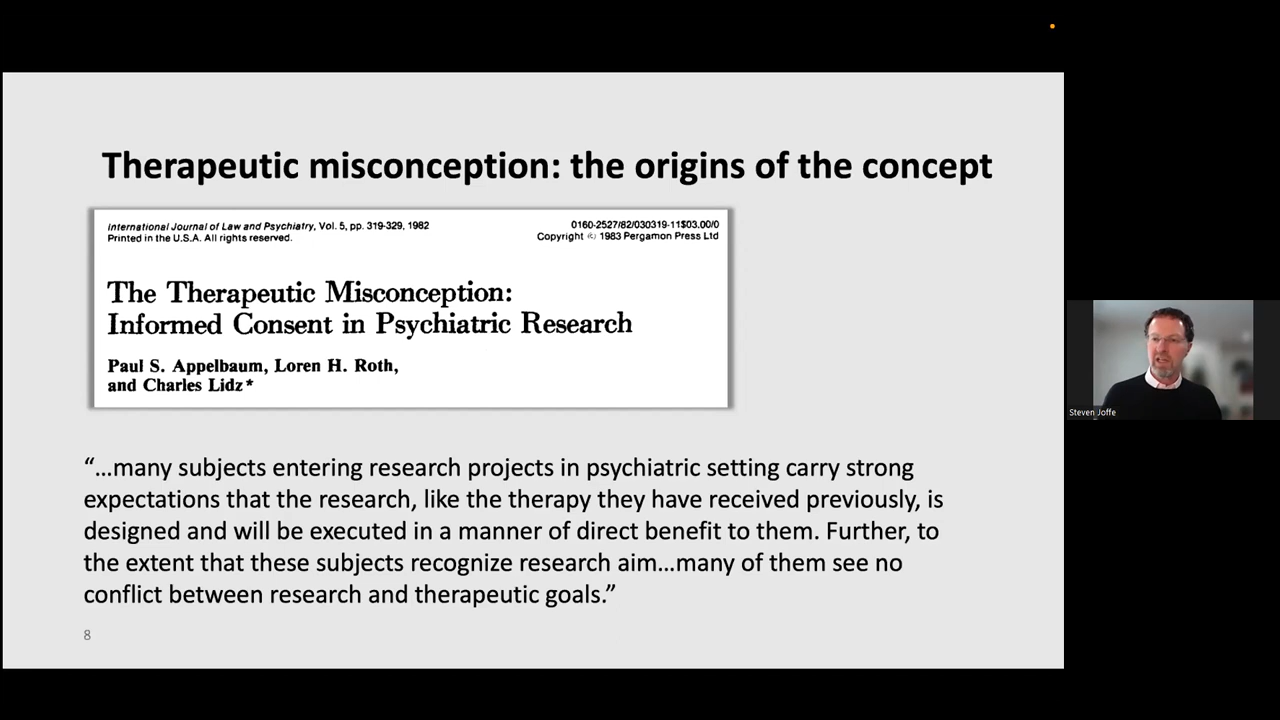 Therapeutic misconception: the origins of the concept
International Journal of Law and Psychiatry, Vol. 5, pp. 319-329, 1982
Printed in the U.S.A. All rights reserved.
0160-2527/82/030319-11$03.00/0
Copyright © 1983 Pergamon Press Ltd
The Therapeutic Misconception:
Informed Consent in Psychiatric Research
Paul S. Appelbaum, Loren H. Roth,
and Charles Lidz*
“...many subjects entering research projects in psychiatric setting carry strong
expectations that the research, like the therapy they have received previously, is
designed and will be executed in a manner of direct benefit to them. Further, to
the extent that these subjects recognize research aim...many of them see no
conflict between research and therapeutic goals.”
8
Steven Joffe